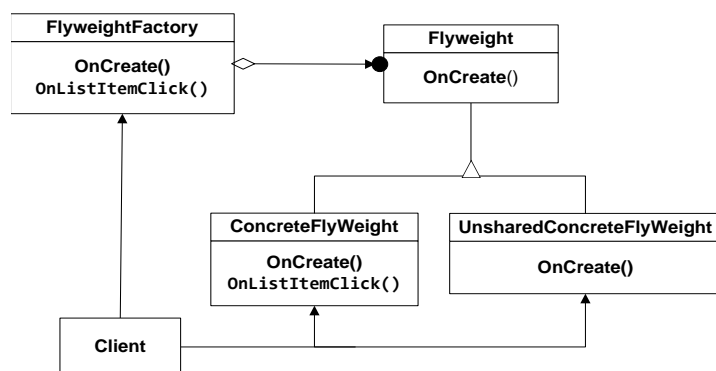 FlyweightFactory
OnCreate()
OnListItemClick()
Flyweight
OnCreate()
ConcreteFlyWeight
OnCreate()
OnListItemClick()
UnsharedConcreteFlyWeight
OnCreate()
Client